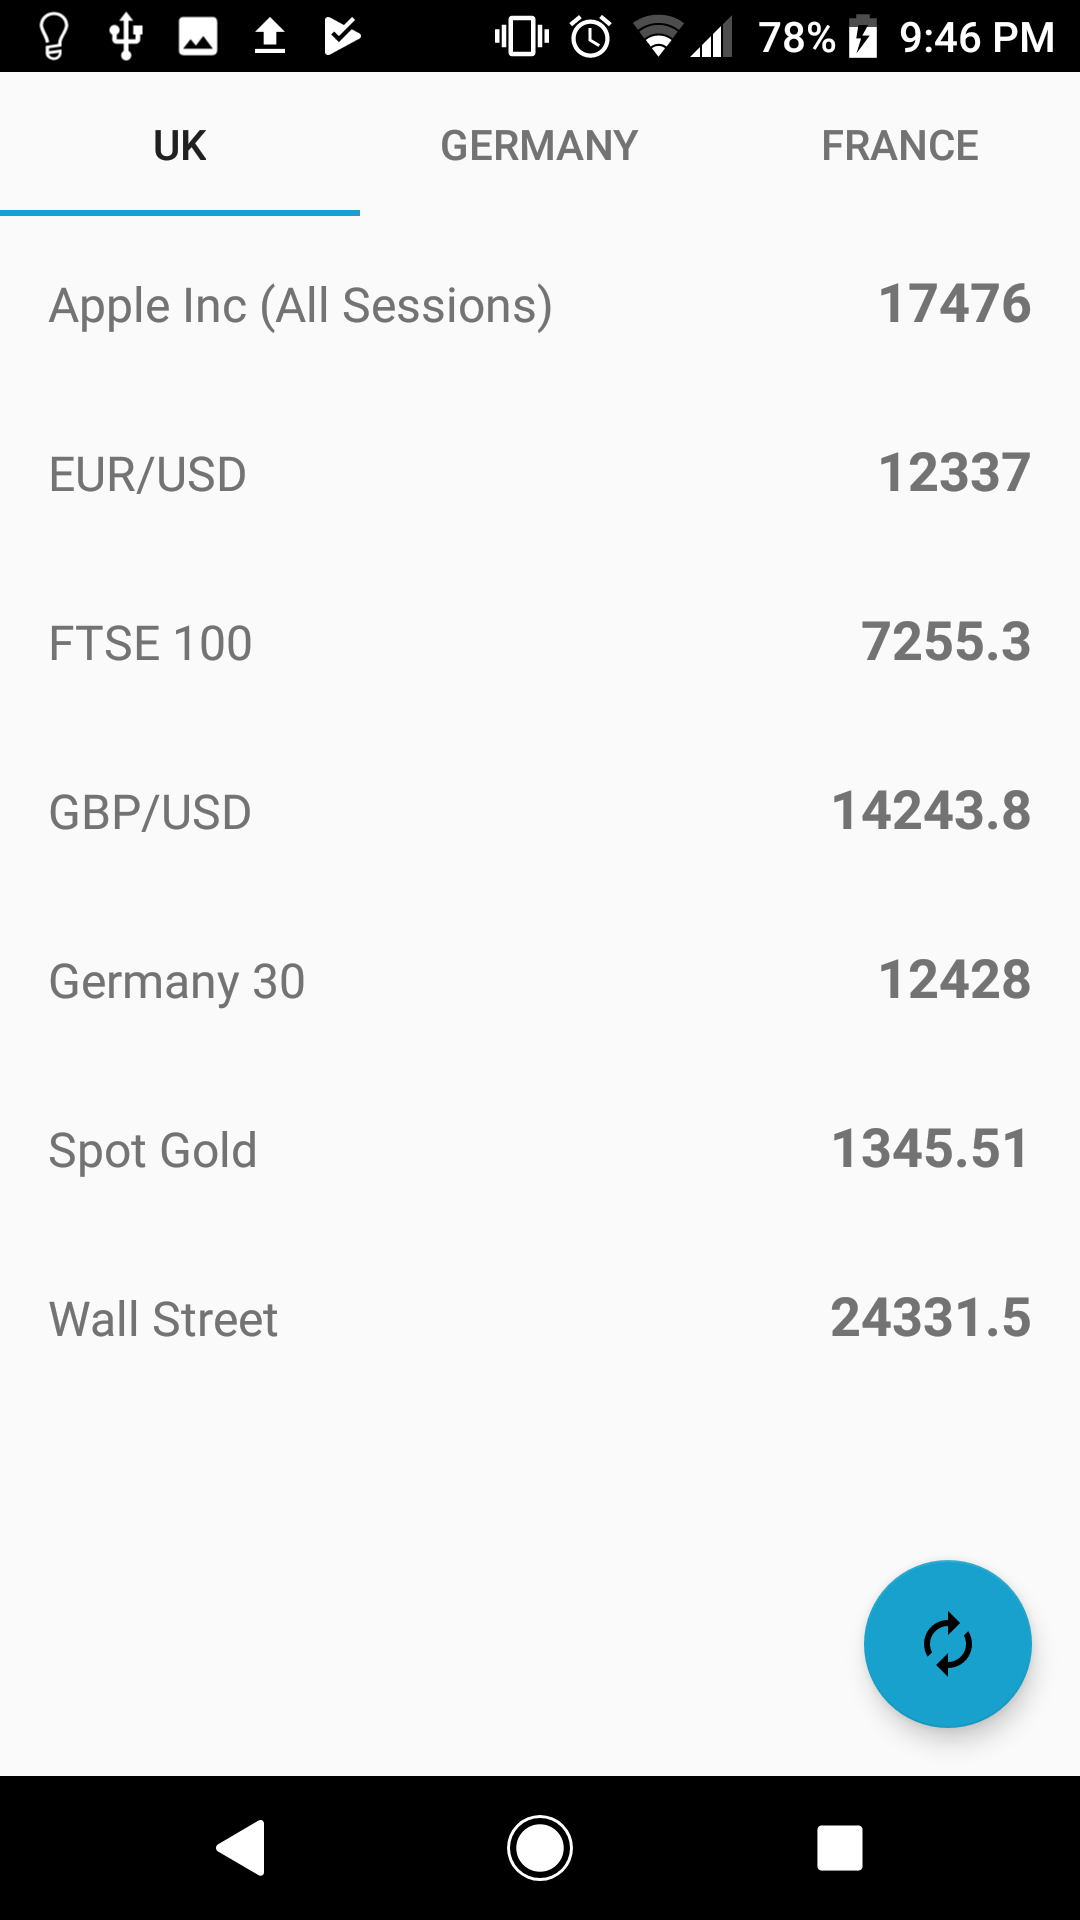 78% 9:46 PM
UK GERMANY FRANCE
Apple Inc (All Sessions) 17476
EUR/USD 12337
FTSE 100 7255.3
GBP/USD 14243.8
Germany 30 12428
Spot Gold 1345.51
Wall Street 24331.5